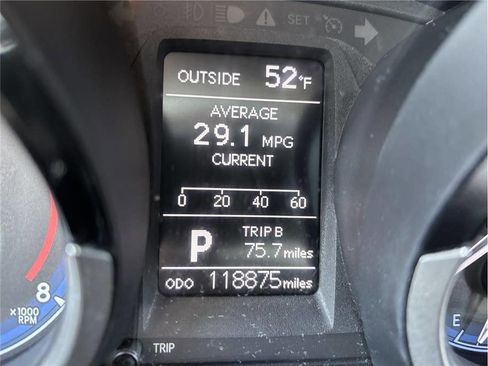 SET
OUTSIDE 52°F
AVERAGE
29.1 MPG
CURRENT
0 20 40 60
P
TRIP B
75.7 miles
ODO 118875 miles
8
×1000
RPM
E
TRIP